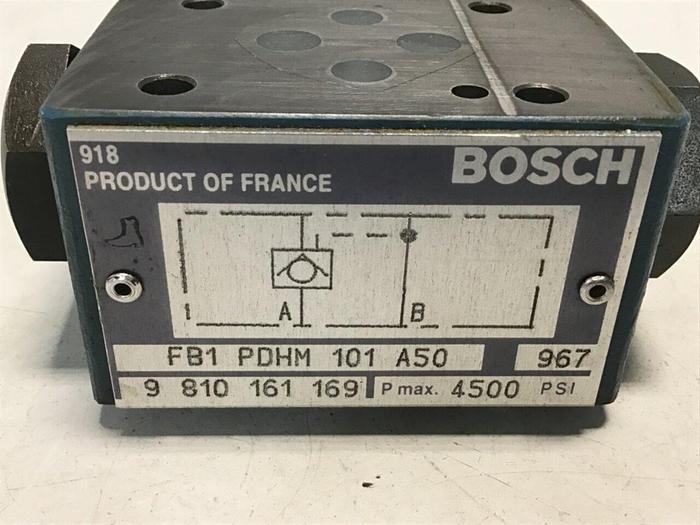 918
PRODUCT OF FRANCE
BOSCH
A B
FB1 PDHM 101 A50 967
9 810 161 169 P max. 4500 PSI